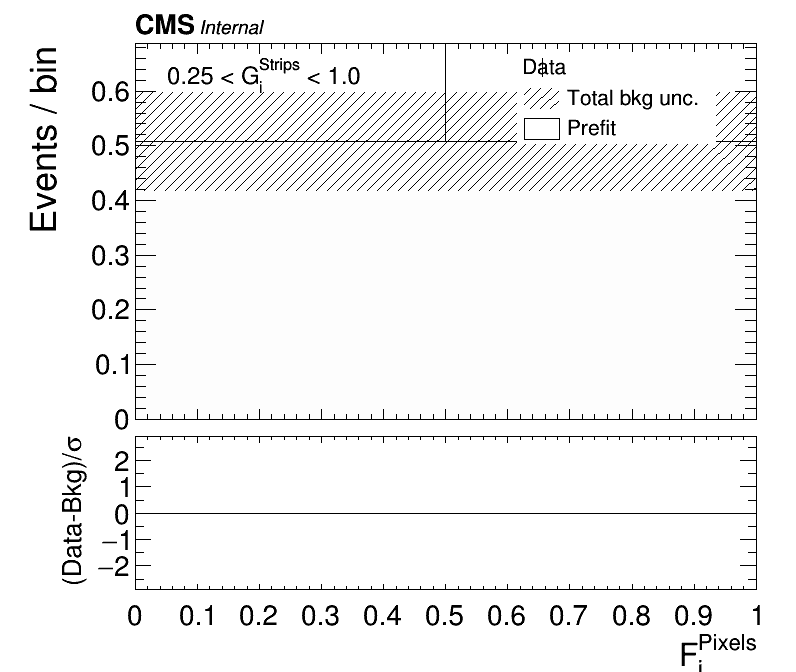 CMS Internal
0.25 < G_i^Strips < 1.0
Data
Total bkg unc.
Prefit
Events / bin
0.6
0.5
0.4
0.3
0.2
0.1
0
(Data-Bkg)/σ
2
1
0
−1
−2
0 0.1 0.2 0.3 0.4 0.5 0.6 0.7 0.8 0.9 1
F_i^Pixels